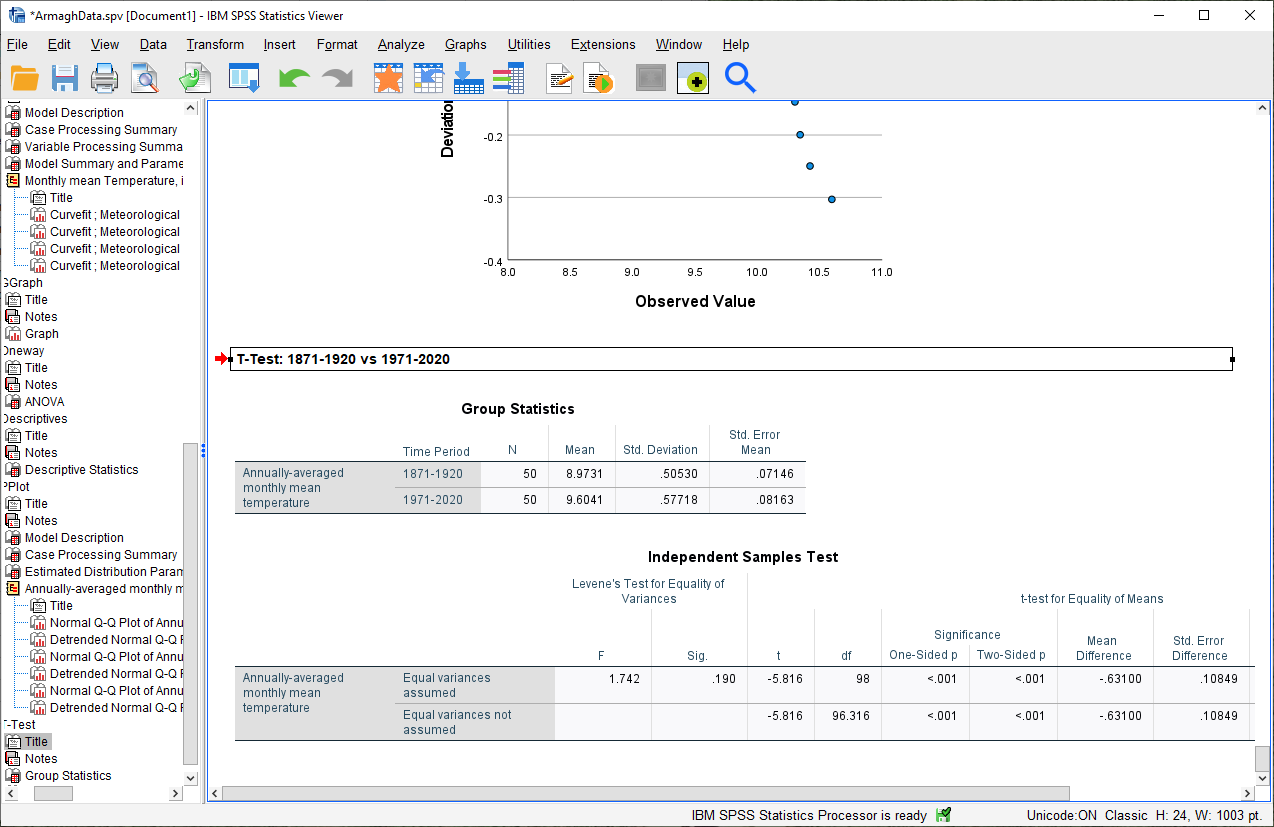 *ArmaghData.spv [Document1] - IBM SPSS Statistics Viewer
File Edit View Data Transform Insert Format Analyze Graphs Utilities Extensions Window Help
Model Description
Case Processing Summary
Variable Processing Summa
Model Summary and Parame
Monthly mean Temperature, i
Title
Curvefit ; Meteorological
Curvefit ; Meteorological
Curvefit ; Meteorological
Curvefit ; Meteorological
GGraph
Title
Notes
Graph
Oneway
Title
Notes
ANOVA
Descriptives
Title
Notes
Descriptive Statistics
PPlot
Title
Notes
Model Description
Case Processing Summary
Estimated Distribution Param
Annually-averaged monthly m
Title
Normal Q-Q Plot of Annu
Detrended Normal Q-Q P
Normal Q-Q Plot of Annu
Detrended Normal Q-Q P
Normal Q-Q Plot of Annu
Detrended Normal Q-Q P
T-Test
Title
Notes
Group Statistics
Deviation
-0.2
-0.3
-0.4
8.0 8.5 9.0 9.5 10.0 10.5 11.0
Observed Value
T-Test: 1871-1920 vs 1971-2020
Group Statistics
Time Period N Mean Std. Deviation Std. Error Mean
Annually-averaged monthly mean temperature 1871-1920 50 8.9731 .50530 .07146
1971-2020 50 9.6041 .57718 .08163
Independent Samples Test
Levene's Test for Equality of Variances
t-test for Equality of Means
Significance
F Sig. t df One-Sided p Two-Sided p Mean Difference Std. Error Difference
Annually-averaged monthly mean temperature Equal variances assumed 1.742 .190 -5.816 98 <.001 <.001 -.63100 .10849
Equal variances not assumed -5.816 96.316 <.001 <.001 -.63100 .10849
IBM SPSS Statistics Processor is ready Unicode:ON Classic H: 24, W: 1003 pt.